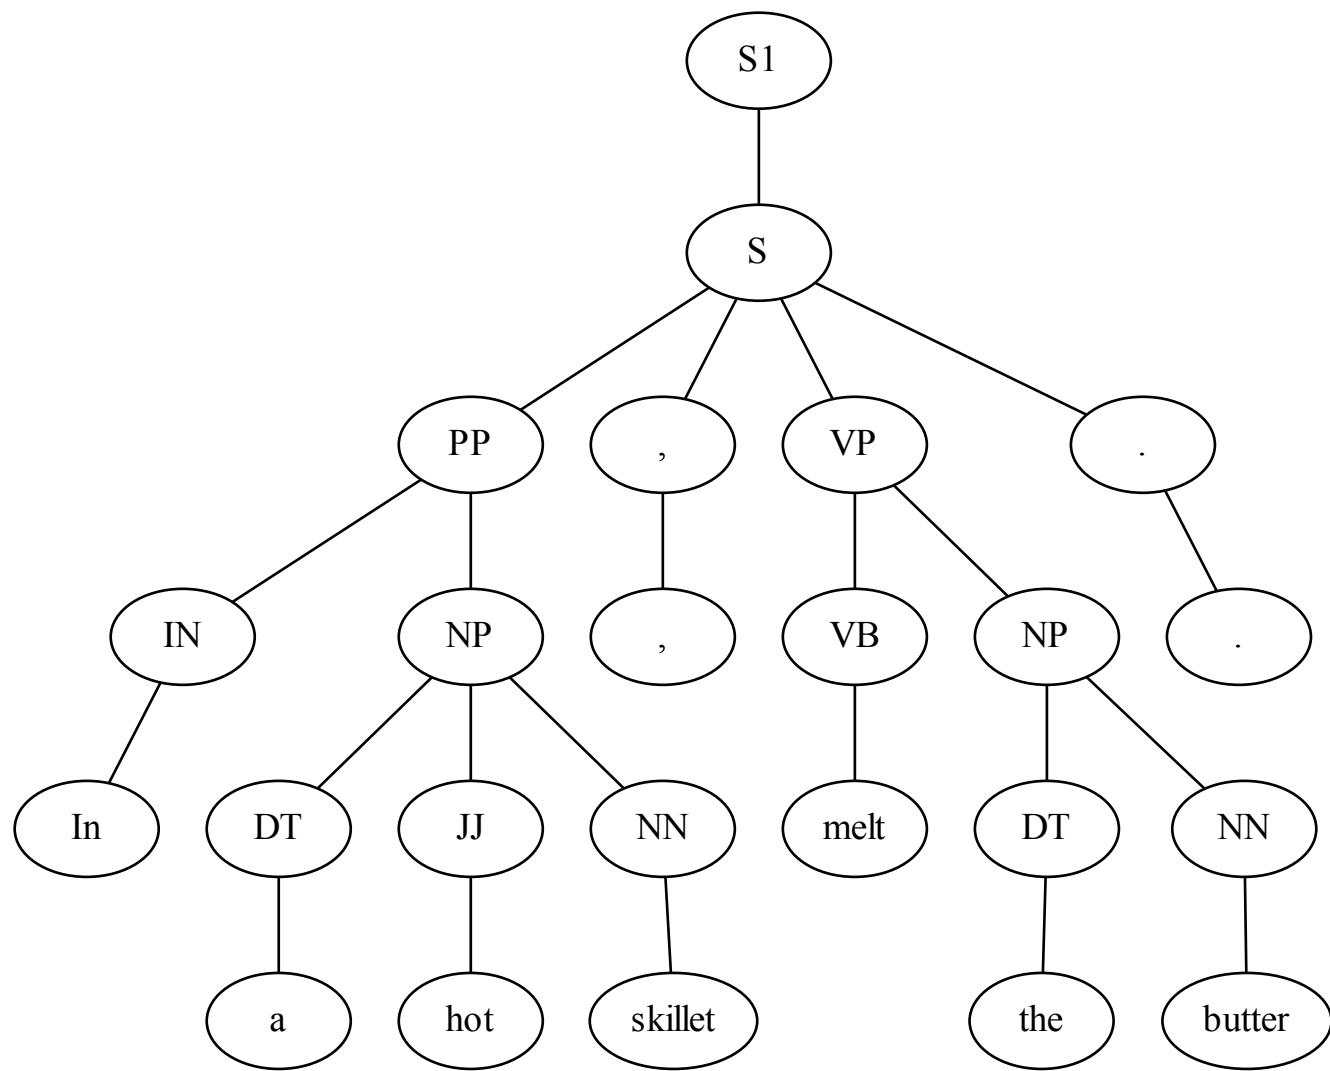 S1
S
PP , VP .
IN NP , VB NP .
In DT JJ NN melt DT NN
a hot skillet the butter